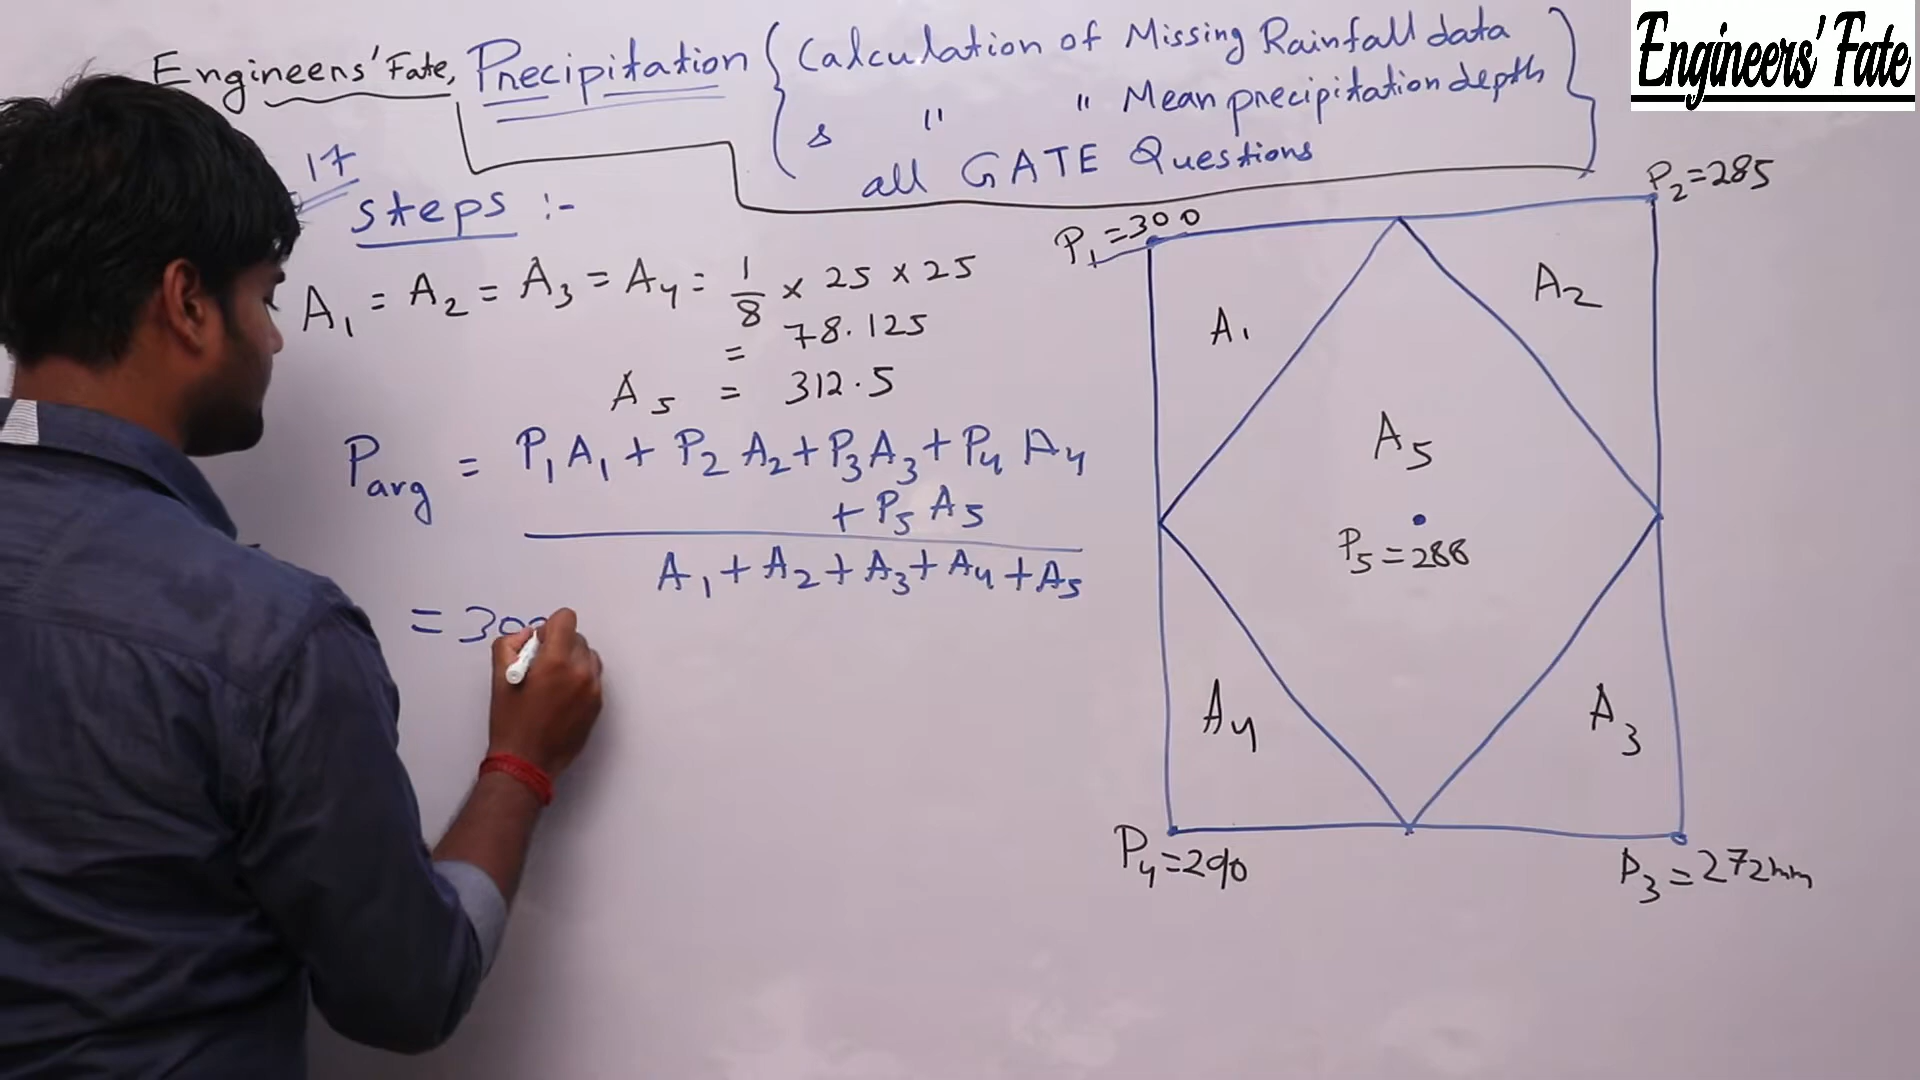 Engineers' Fate, Precipitation { Calculation of Missing Rainfall data }
& " " Mean precipitation depth
all GATE Questions
Engineers' Fate
17
Steps :-
A1 = A2 = A3 = A4 = 1/8 × 25 × 25
= 78.125
A5 = 312.5
Pavg = P1A1 + P2A2 + P3A3 + P4A4
+ P5A5
A1 + A2 + A3 + A4 + A5
= 300
P1 = 300
P2 = 285
A1
A2
A5
P5 = 288
A4
A3
P4 = 290
P3 = 272mm